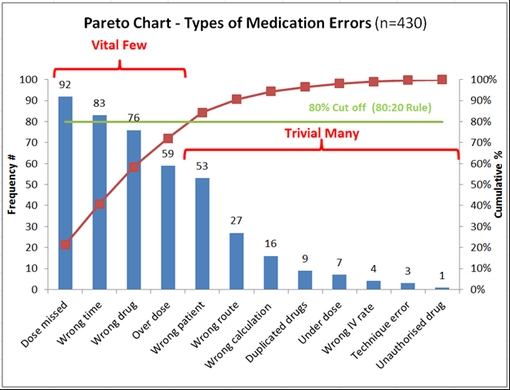 Pareto Chart - Types of Medication Errors (n=430)
Vital Few
100
90
80
70
60
50
40
30
20
10
0
Frequency #
92
83
76
59
53
27
16
9
7
4
3
1
80% Cut off (80:20 Rule)
Trivial Many
100%
90%
80%
70%
60%
50%
40%
30%
20%
10%
0%
Cumulative %
Dose missed
Wrong time
Wrong drug
Over dose
Wrong patient
Wrong route
Wrong calculation
Duplicated drugs
Under dose
Wrong IV rate
Technique error
Unauthorised drug